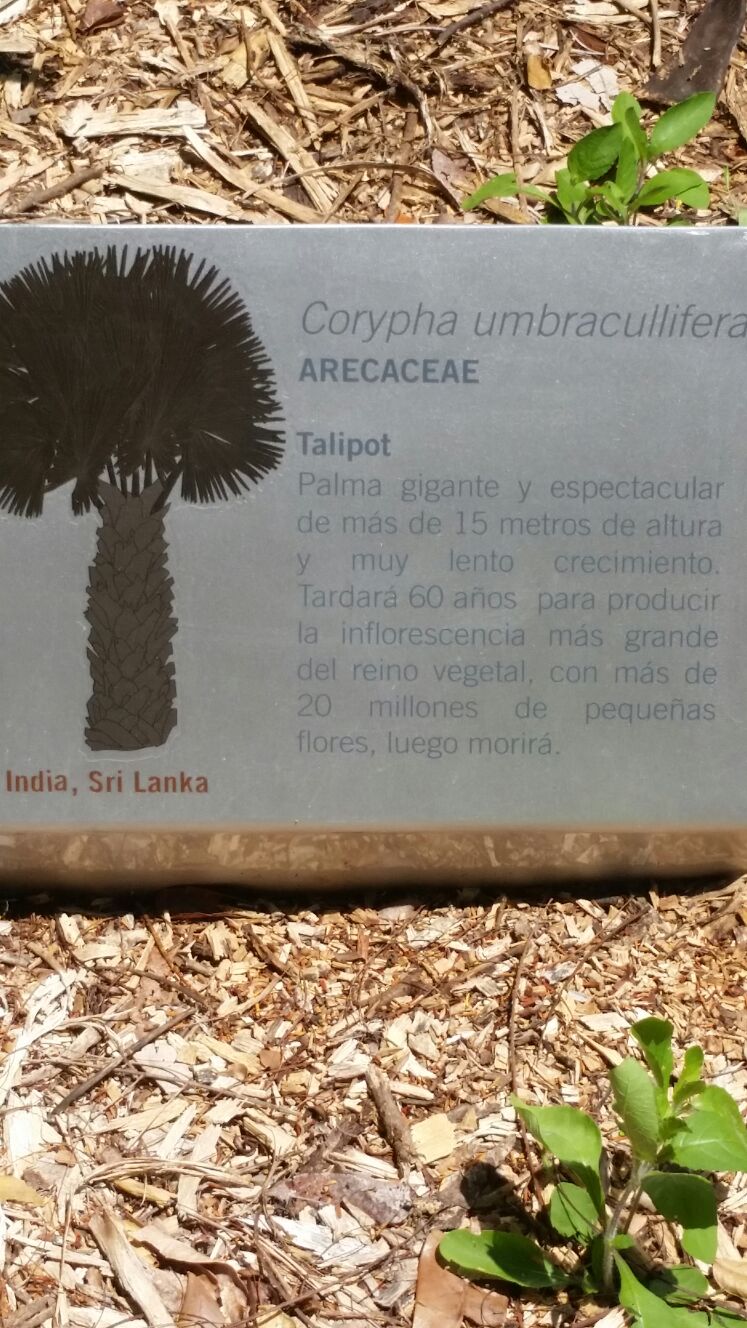 Corypha umbracullifera
ARECACEAE
Talipot
Palma gigante y espectacular
de más de 15 metros de altura
y muy lento crecimiento.
Tardará 60 años para producir
la inflorescencia más grande
del reino vegetal, con más de
20 millones de pequeñas
flores, luego morirá.
India, Sri Lanka